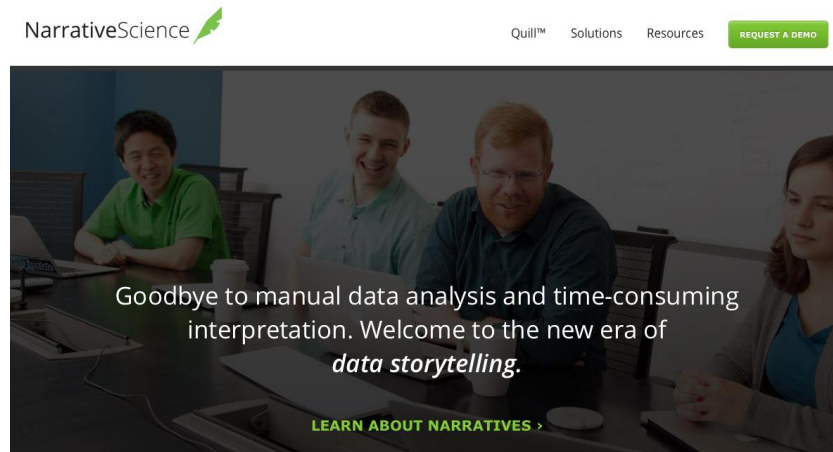 NarrativeScience
Quill™ Solutions Resources REQUEST A DEMO
Goodbye to manual data analysis and time-consuming
interpretation. Welcome to the new era of
data storytelling.
LEARN ABOUT NARRATIVES ›